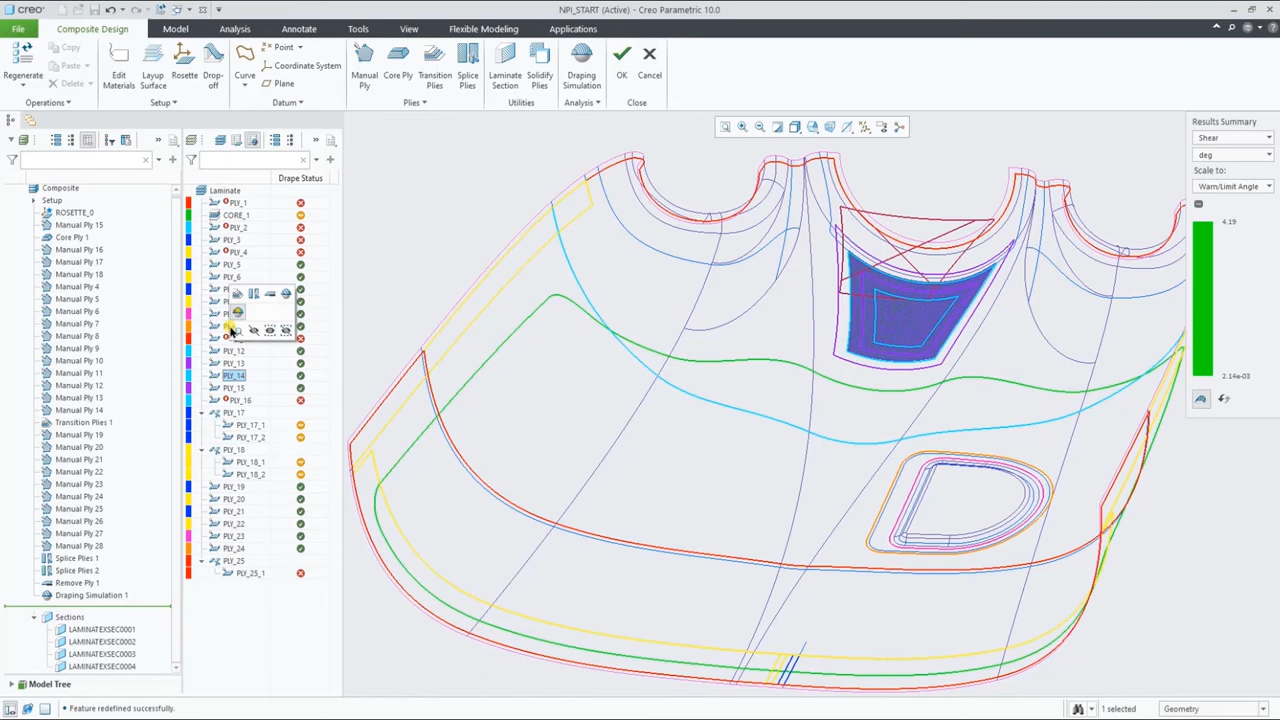 creo°
NPI_START (Active) - Creo Parametric 10.0
File Composite Design Model Analysis Annotate Tools View Flexible Modeling Applications
Regenerate
Copy
Paste
Delete
Edit Materials
Layup Surface
Rosette
Drop-off
Curve
Point
Coordinate System
Plane
Manual Ply
Core Ply
Transition Plies
Splice Plies
Laminate Section
Solidify Plies
Draping Simulation
OK
Cancel
Operations
Setup
Datum
Plies
Utilities
Analysis
Close
Composite
Setup
ROSETTE_0
Manual Ply 15
Core Ply 1
Manual Ply 16
Manual Ply 17
Manual Ply 18
Manual Ply 4
Manual Ply 5
Manual Ply 6
Manual Ply 7
Manual Ply 8
Manual Ply 9
Manual Ply 10
Manual Ply 11
Manual Ply 12
Manual Ply 13
Manual Ply 14
Transition Plies 1
Manual Ply 19
Manual Ply 20
Manual Ply 21
Manual Ply 22
Manual Ply 23
Manual Ply 24
Manual Ply 25
Manual Ply 26
Manual Ply 27
Manual Ply 28
Splice Plies 1
Splice Plies 2
Remove Ply 1
Draping Simulation 1
Sections
LAMINATEXSEC0001
LAMINATEXSEC0002
LAMINATEXSEC0003
LAMINATEXSEC0004
Model Tree
Drape Status
Laminate
PLY_1
CORE_1
PLY_2
PLY_3
PLY_4
PLY_5
PLY_6
PLY_12
PLY_13
PLY_14
PLY_15
PLY_16
PLY_17
PLY_17_1
PLY_17_2
PLY_18
PLY_18_1
PLY_18_2
PLY_19
PLY_20
PLY_21
PLY_22
PLY_23
PLY_24
PLY_25
PLY_25_1
Results Summary
Shear
deg
Scale to:
Warn/Limit Angle
4.19
2.14e-03
• Feature redefined successfully.
1 selected
Geometry